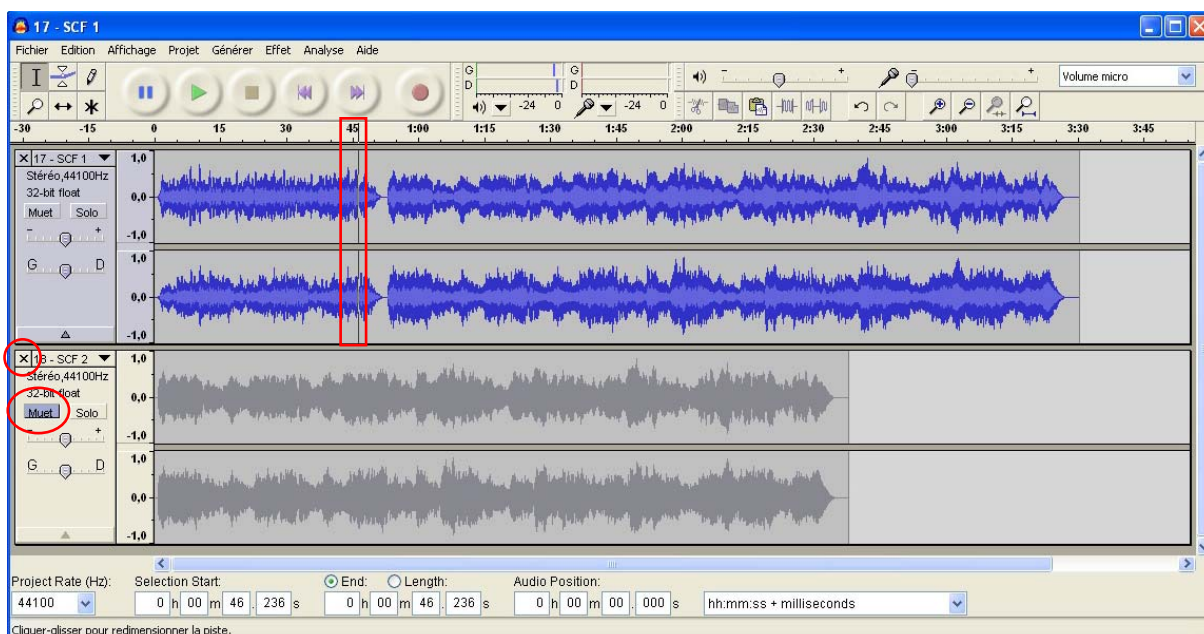 17 - SCF 1
Fichier Edition Affichage Projet Générer Effet Analyse Aide
G
D
-24 0
G
D
-24 0
- +
- +
Volume micro
-30 -15 0 15 30 45 1:00 1:15 1:30 1:45 2:00 2:15 2:30 2:45 3:00 3:15 3:30 3:45
17 - SCF 1
Stéréo,44100Hz
32-bit float
Muet Solo
- +
G D
1,0
0,0
-1,0
1,0
0,0
-1,0
18 - SCF 2
Stéréo,44100Hz
32-bit float
Muet Solo
- +
G D
1,0
0,0
-1,0
1,0
0,0
-1,0
Project Rate (Hz): Selection Start: End: Length: Audio Position:
44100 0 h 00 m 46 . 236 s 0 h 00 m 46 . 236 s 0 h 00 m 00 . 000 s hh:mm:ss + milliseconds
Cliquer-glisser pour redimensionner la piste.